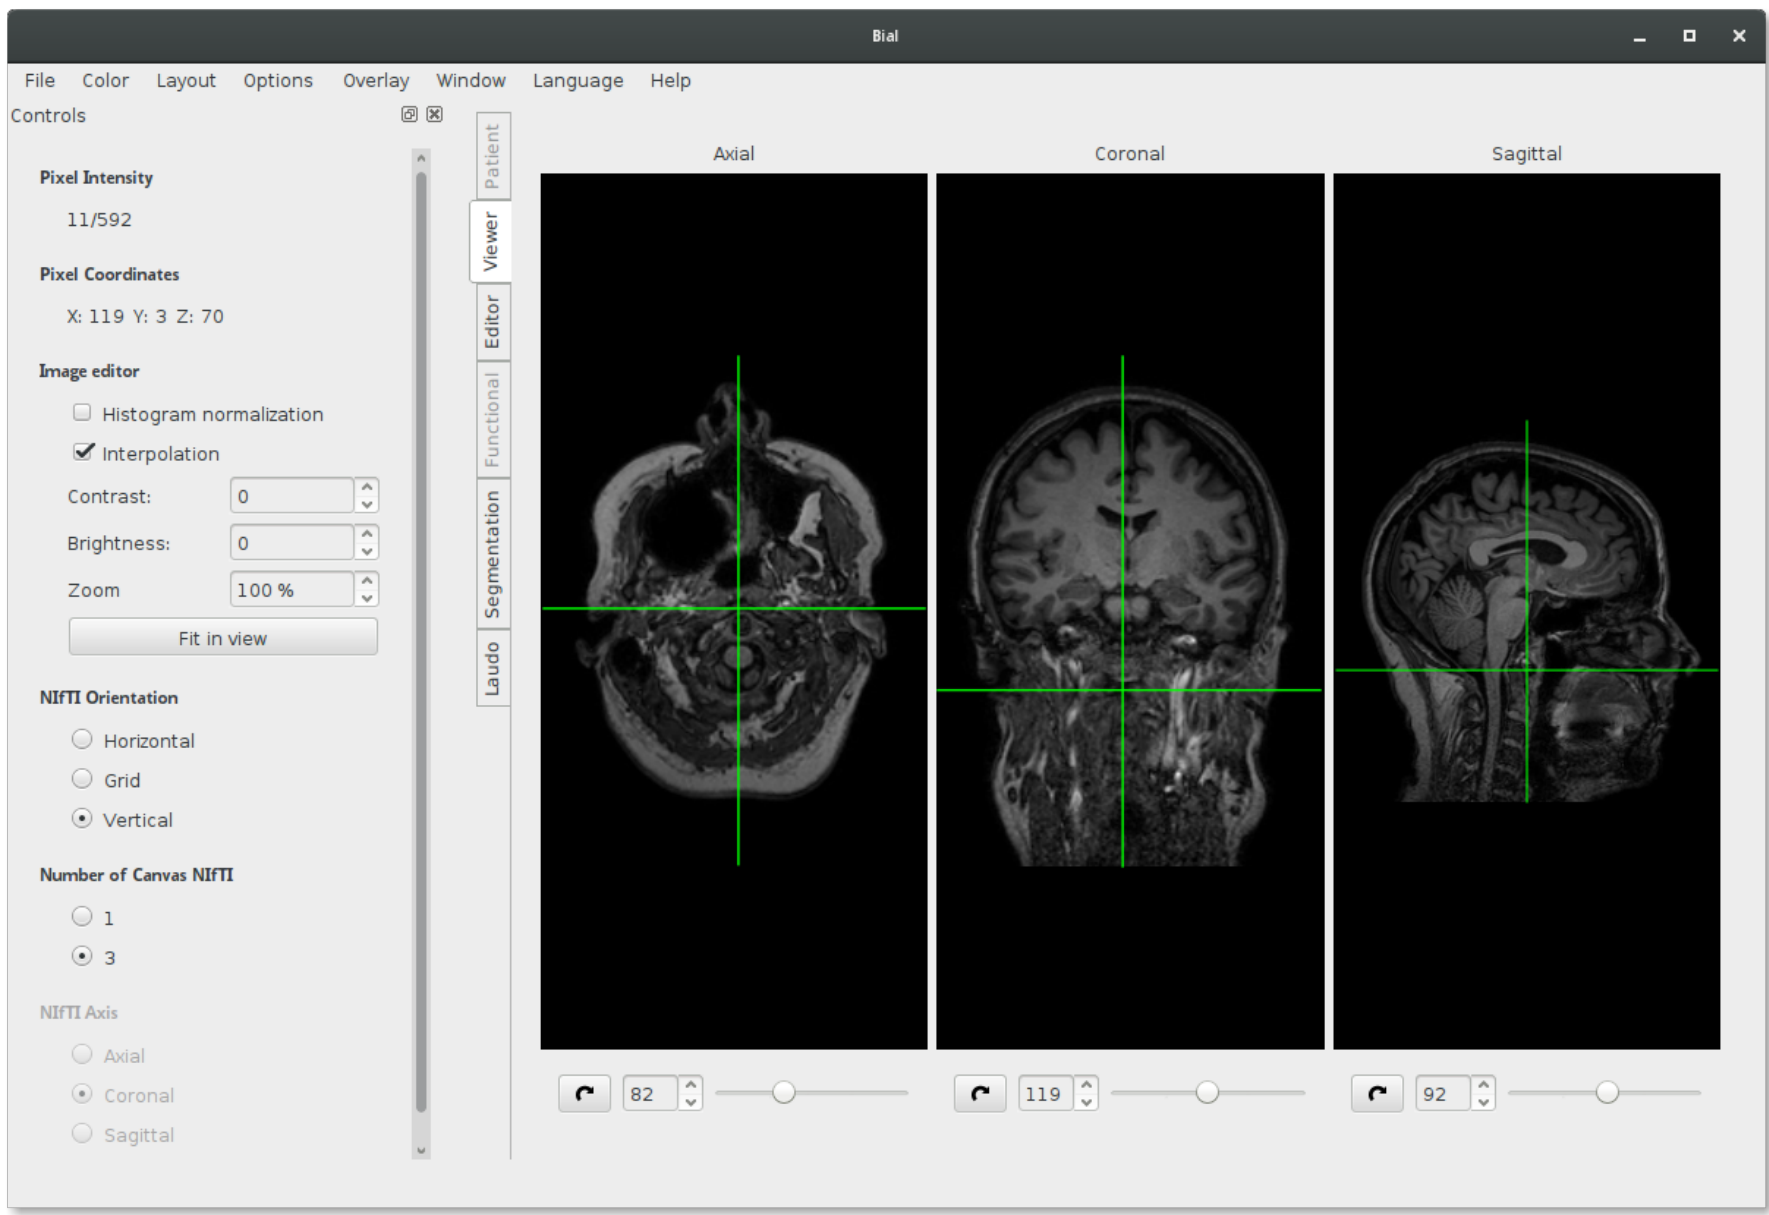 Bial
File Color Layout Options Overlay Window Language Help
Controls
Pixel Intensity
11/592
Pixel Coordinates
X: 119 Y: 3 Z: 70
Image editor
Histogram normalization
Interpolation
Contrast: 0
Brightness: 0
Zoom 100 %
Fit in view
NIfTI Orientation
Horizontal
Grid
Vertical
Number of Canvas NIfTI
1
3
NIfTI Axis
Axial
Coronal
Sagittal
Patient
Viewer
Editor
Functional
Segmentation
Laudo
Axial Coronal Sagittal
82 119 92